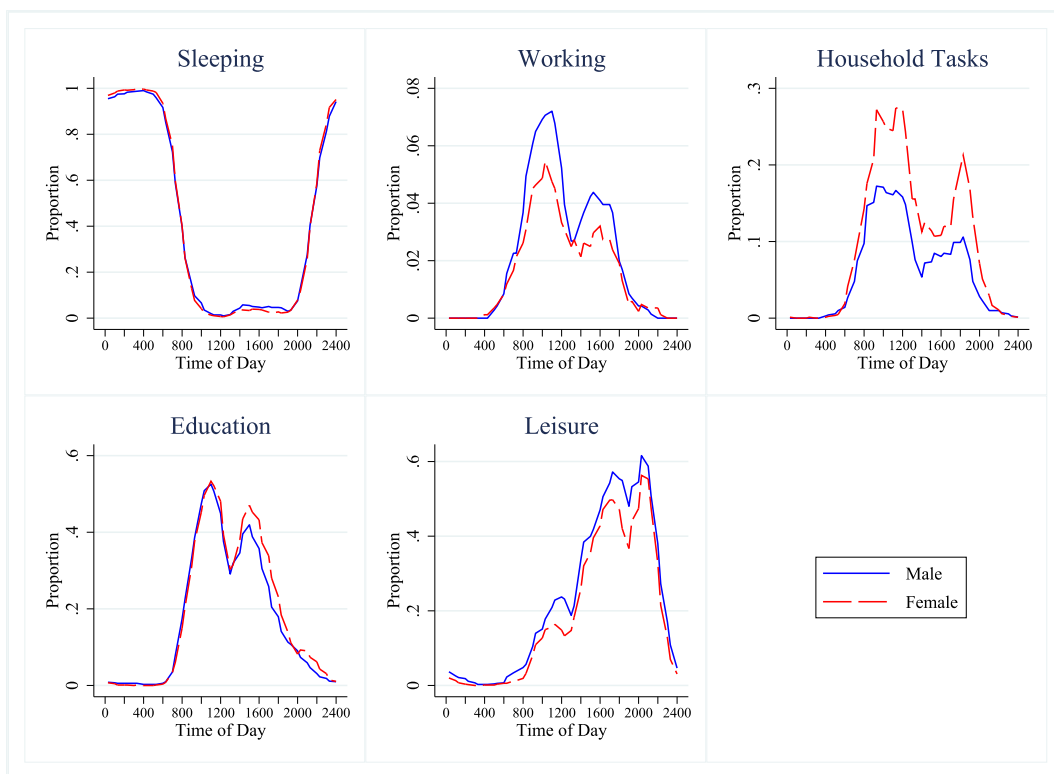 Sleeping
Proportion
1
.8
.6
.4
.2
0
0 400 800 1200 1600 2000 2400
Time of Day
Working
Proportion
.08
.06
.04
.02
0
0 400 800 1200 1600 2000 2400
Time of Day
Household Tasks
Proportion
.3
.2
.1
0
0 400 800 1200 1600 2000 2400
Time of Day
Education
Proportion
.6
.4
.2
0
0 400 800 1200 1600 2000 2400
Time of Day
Leisure
Proportion
.6
.4
.2
0
0 400 800 1200 1600 2000 2400
Time of Day
Male
Female